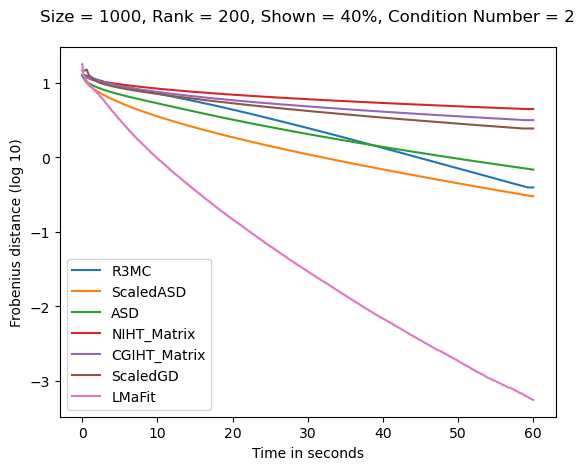 Size = 1000, Rank = 200, Shown = 40%, Condition Number = 2
Frobenius distance (log 10)
1
0
−1
−2
−3
R3MC
ScaledASD
ASD
NIHT_Matrix
CGIHT_Matrix
ScaledGD
LMaFit
0 10 20 30 40 50 60
Time in seconds